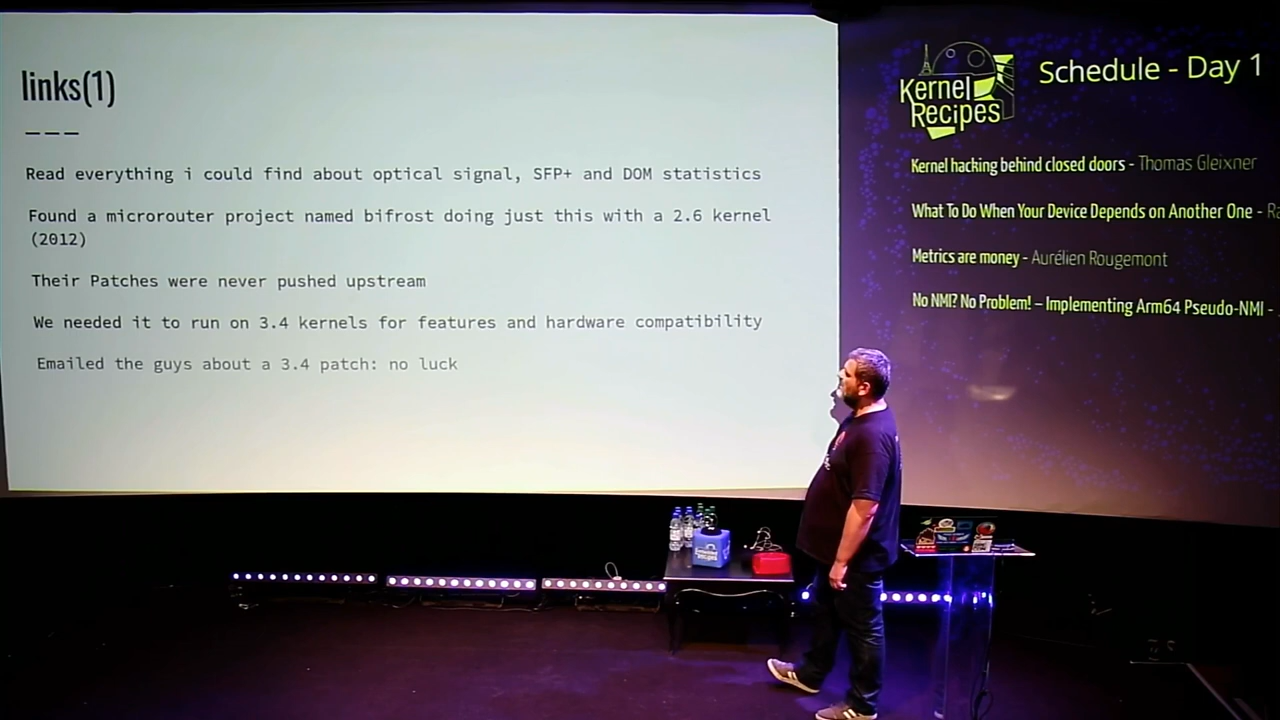 links(1)
———
Read everything i could find about optical signal, SFP+ and DOM statistics
Found a microrouter project named bifrost doing just this with a 2.6 kernel
(2012)
Their Patches were never pushed upstream
We needed it to run on 3.4 kernels for features and hardware compatibility
Emailed the guys about a 3.4 patch: no luck
Kernel
Recipes
Schedule - Day 1
Kernel hacking behind closed doors - Thomas Gleixner
What To Do When Your Device Depends on Another One - Ra
Metrics are money - Aurélien Rougemont
No NMI? No Problem! – Implementing Arm64 Pseudo-NMI -